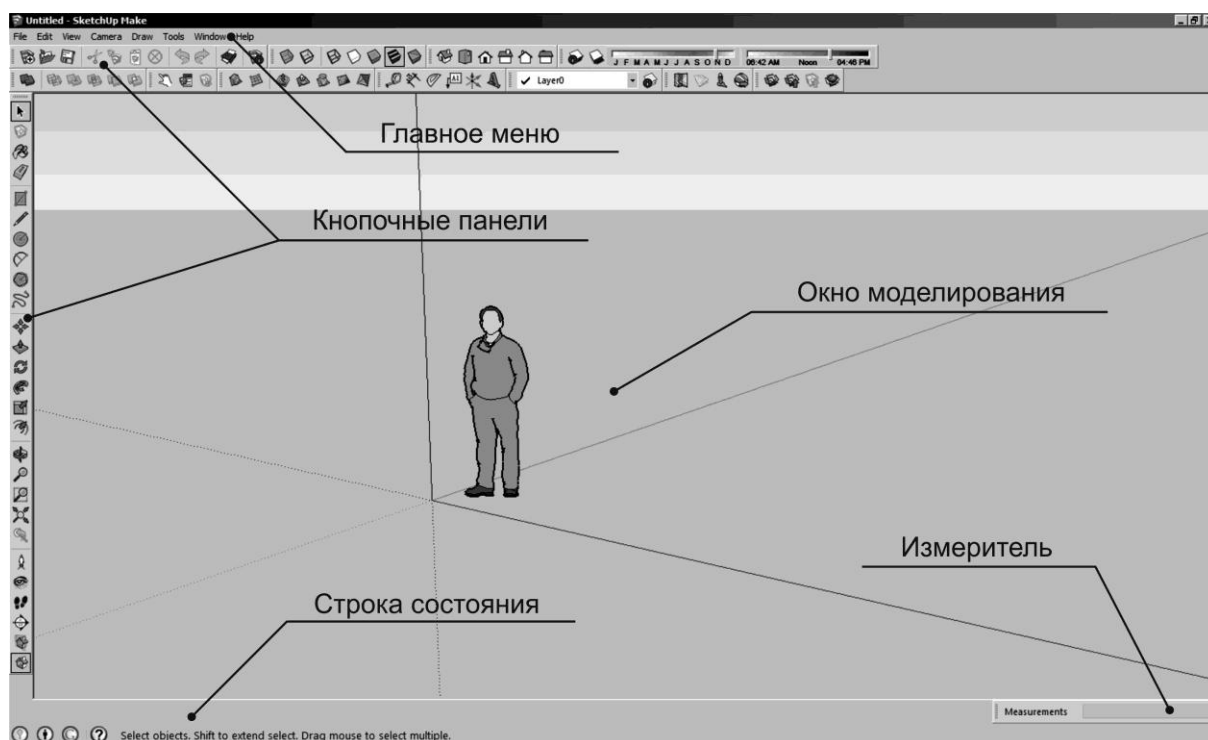 Untitled - SketchUp Make
File Edit View Camera Draw Tools Window Help
J F M A M J J A S O N D 06:42 AM Noon 04:46 PM
A1 Layer0
Главное меню
Кнопочные панели
Окно моделирования
Измеритель
Строка состояния
Measurements
Select objects. Shift to extend select. Drag mouse to select multiple.